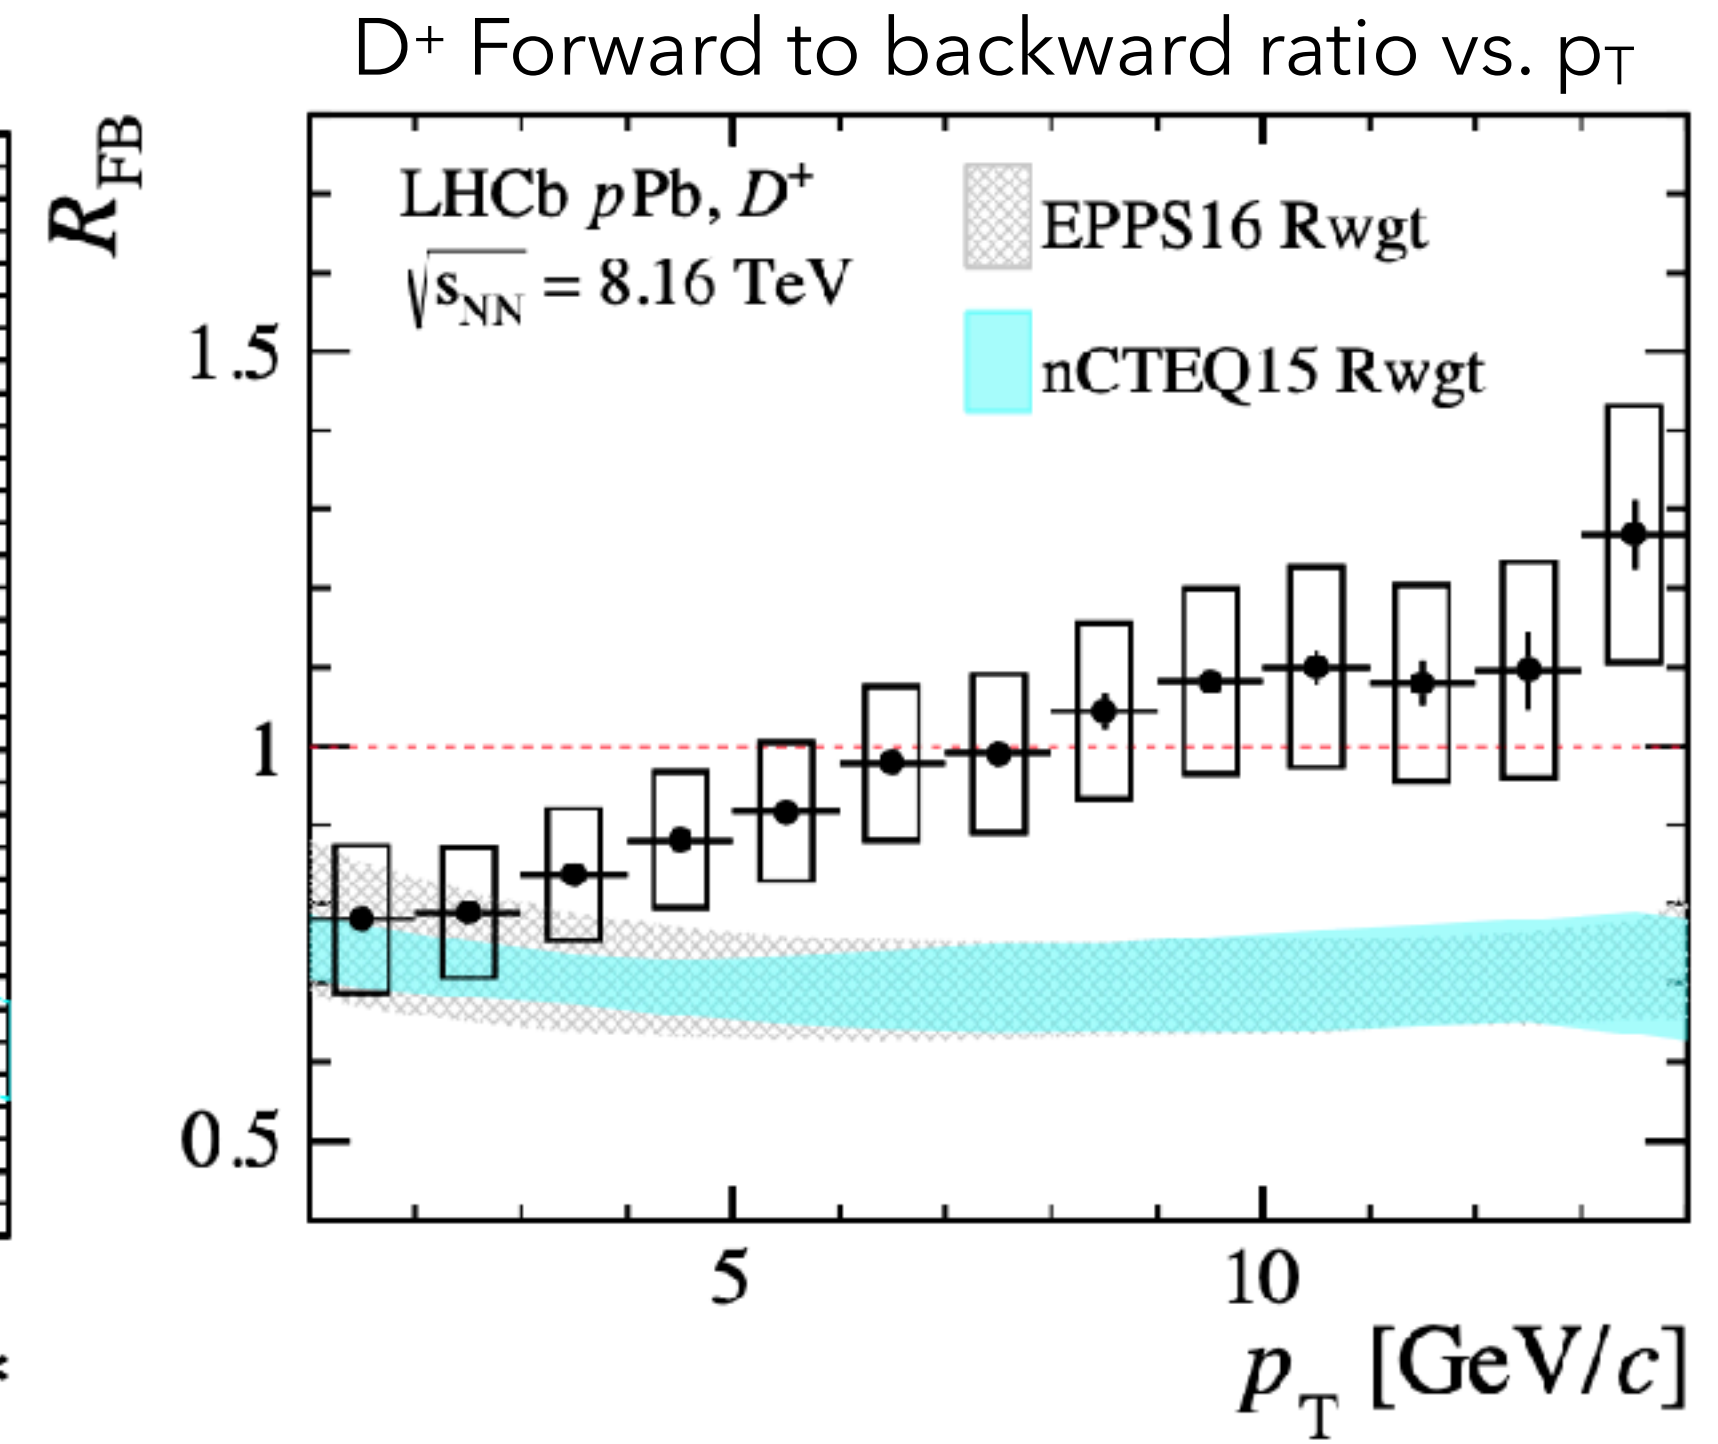 D⁺ Forward to backward ratio vs. pT
RFB
LHCb pPb, D⁺
√sNN = 8.16 TeV
EPPS16 Rwgt
nCTEQ15 Rwgt
1.5
1
0.5
5 10
pT [GeV/c]